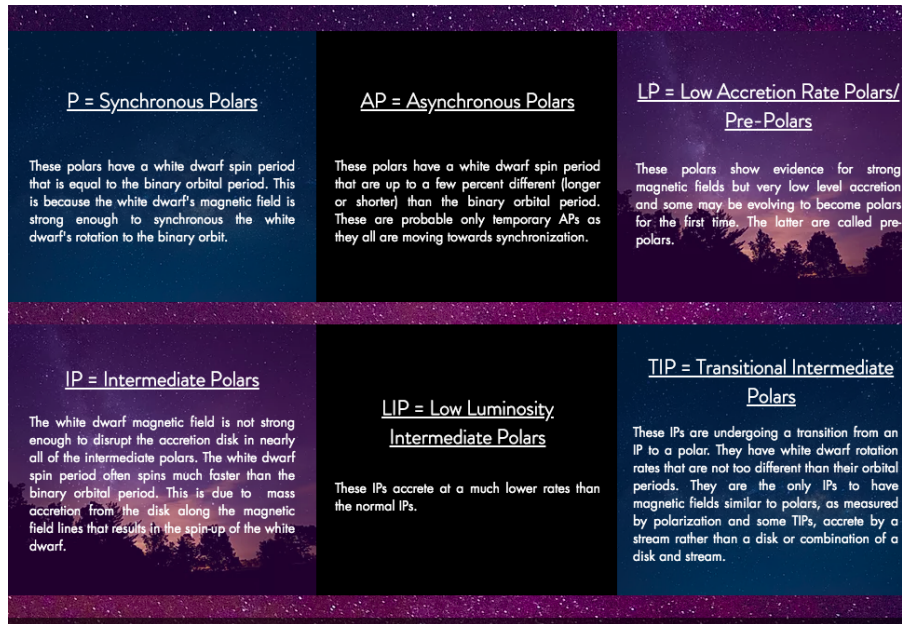 P = Synchronous Polars
These polars have a white dwarf spin period
that is equal to the binary orbital period. This
is because the white dwarf's magnetic field is
strong enough to synchronous the white
dwarf's rotation to the binary orbit.
AP = Asynchronous Polars
These polars have a white dwarf spin period
that are up to a few percent different (longer
or shorter) than the binary orbital period.
These are probable only temporary APs as
they all are moving towards synchronization.
LP = Low Accretion Rate Polars/
Pre-Polars
These polars show evidence for strong
magnetic fields but very low level accretion
and some may be evolving to become polars
for the first time. The latter are called pre-
polars.
IP = Intermediate Polars
The white dwarf magnetic field is not strong
enough to disrupt the accretion disk in nearly
all of the intermediate polars. The white dwarf
spin period often spins much faster than the
binary orbital period. This is due to mass
accretion from the disk along the magnetic
field lines that results in the spin-up of the white
dwarf.
LIP = Low Luminosity
Intermediate Polars
These IPs accrete at a much lower rates than
the normal IPs.
TIP = Transitional Intermediate
Polars
These IPs are undergoing a transition from an
IP to a polar. They have white dwarf rotation
rates that are not too different than their orbital
periods. They are the only IPs to have
magnetic fields similar to polars, as measured
by polarization and some TIPs, accrete by a
stream rather than a disk or combination of a
disk and stream.